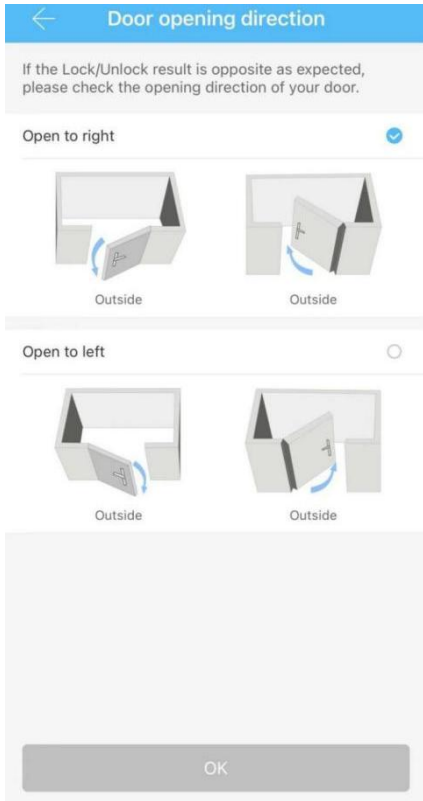 Door opening direction
If the Lock/Unlock result is opposite as expected,
please check the opening direction of your door.
Open to right
Outside Outside
Open to left
Outside Outside
OK